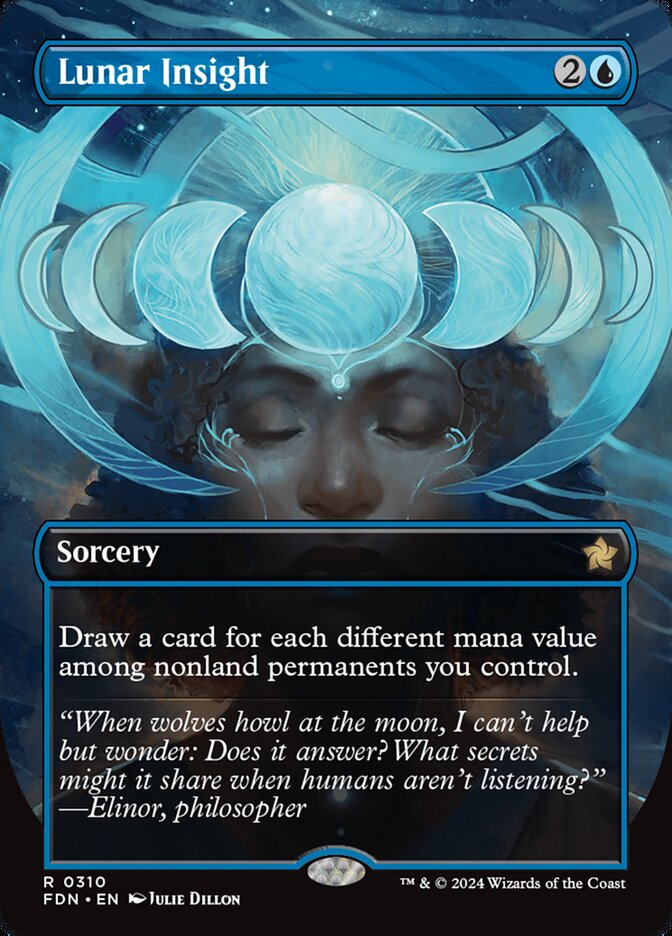 Lunar Insight 2
Sorcery
Draw a card for each different mana value
among nonland permanents you control.
“When wolves howl at the moon, I can’t help
but wonder: Does it answer? What secrets
might it share when humans aren’t listening?”
—Elinor, philosopher
R 0310
FDN • EN Julie Dillon
™ & © 2024 Wizards of the Coast